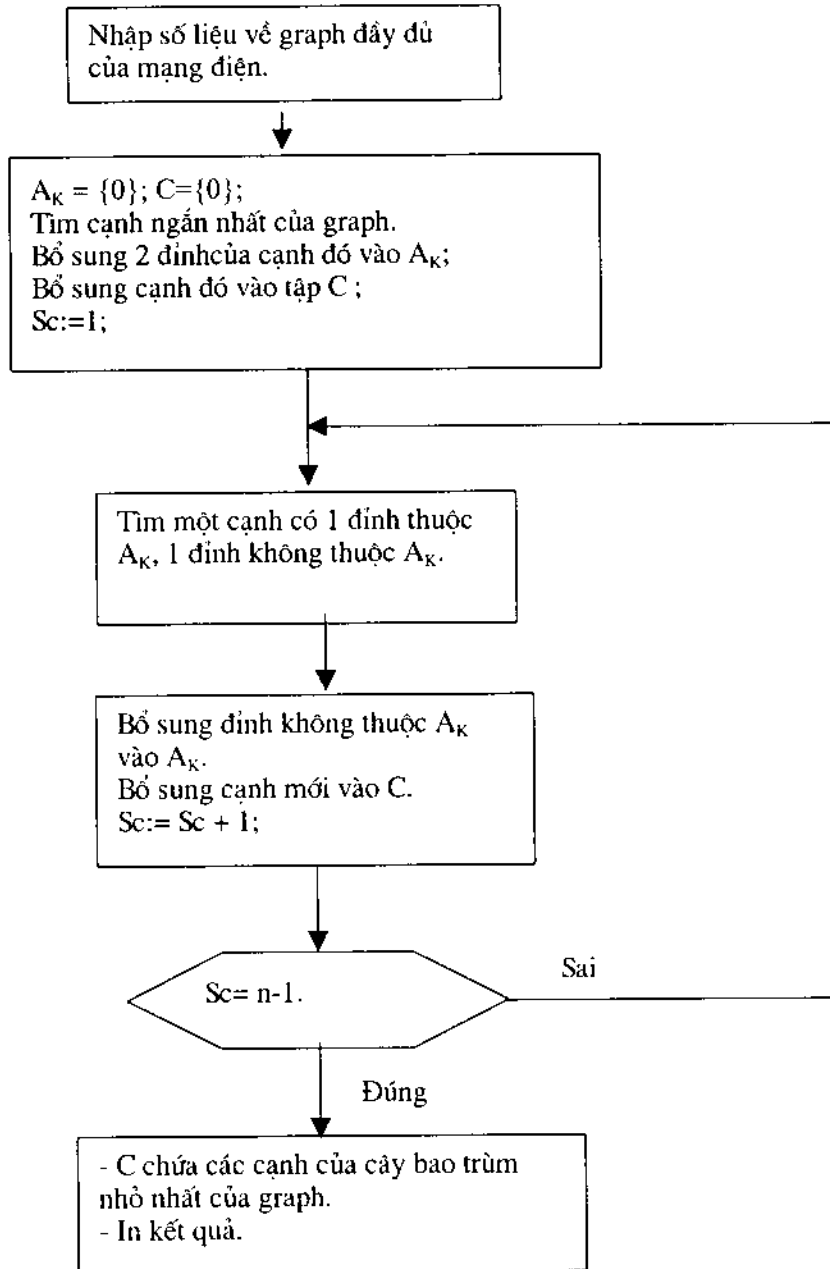 Nhập số liệu về graph đầy đủ
của mạng điện.
A_K = {0}; C={0};
Tìm cạnh ngắn nhất của graph.
Bổ sung 2 đỉnhcủa cạnh đó vào A_K;
Bổ sung cạnh đó vào tập C ;
Sc:=1;
Tìm một cạnh có 1 đỉnh thuộc
A_K, 1 đỉnh không thuộc A_K.
Bổ sung đỉnh không thuộc A_K
vào A_K.
Bổ sung cạnh mới vào C.
Sc:= Sc + 1;
Sc= n-1.
Sai
Đúng
- C chứa các cạnh của cây bao trùm
nhỏ nhất của graph.
- In kết quả.